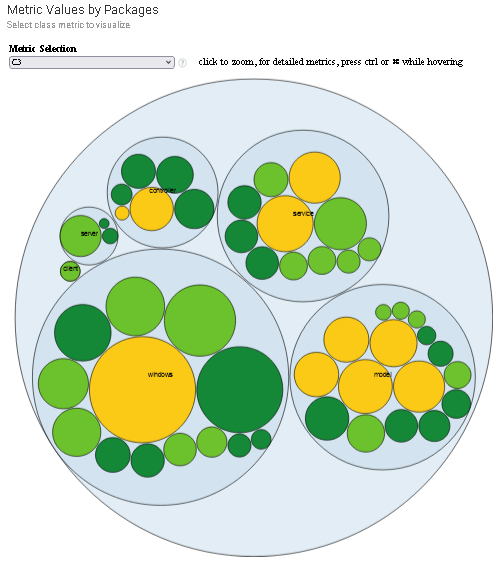 Metric Values by Packages
Select class metric to visualize
Metric Selection
C3
? click to zoom, for detailed metrics, press ctrl or ⌘ while hovering
controller
service
server
client
windows
model